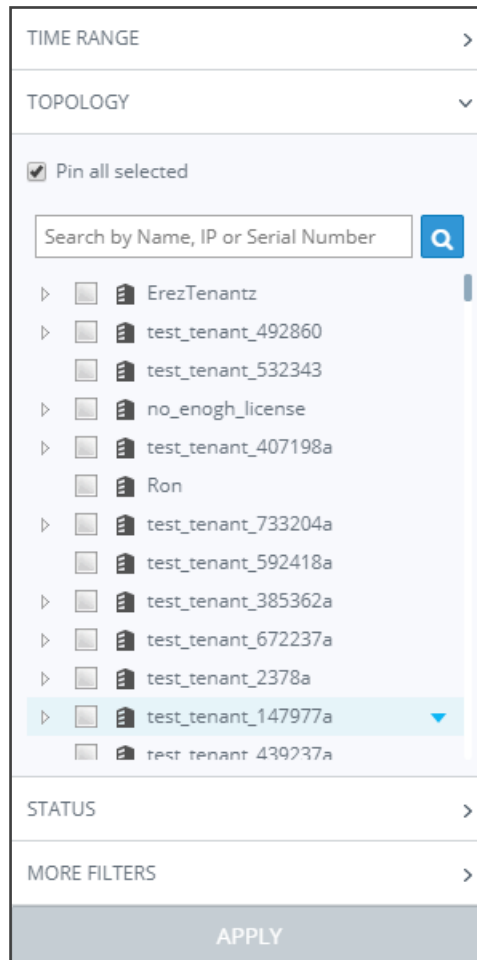 TIME RANGE
TOPOLOGY
Pin all selected
Search by Name, IP or Serial Number
ErezTenantz
test_tenant_492860
test_tenant_532343
no_enogh_license
test_tenant_407198a
Ron
test_tenant_733204a
test_tenant_592418a
test_tenant_385362a
test_tenant_672237a
test_tenant_2378a
test_tenant_147977a
test_tenant_439237a
STATUS
MORE FILTERS
APPLY